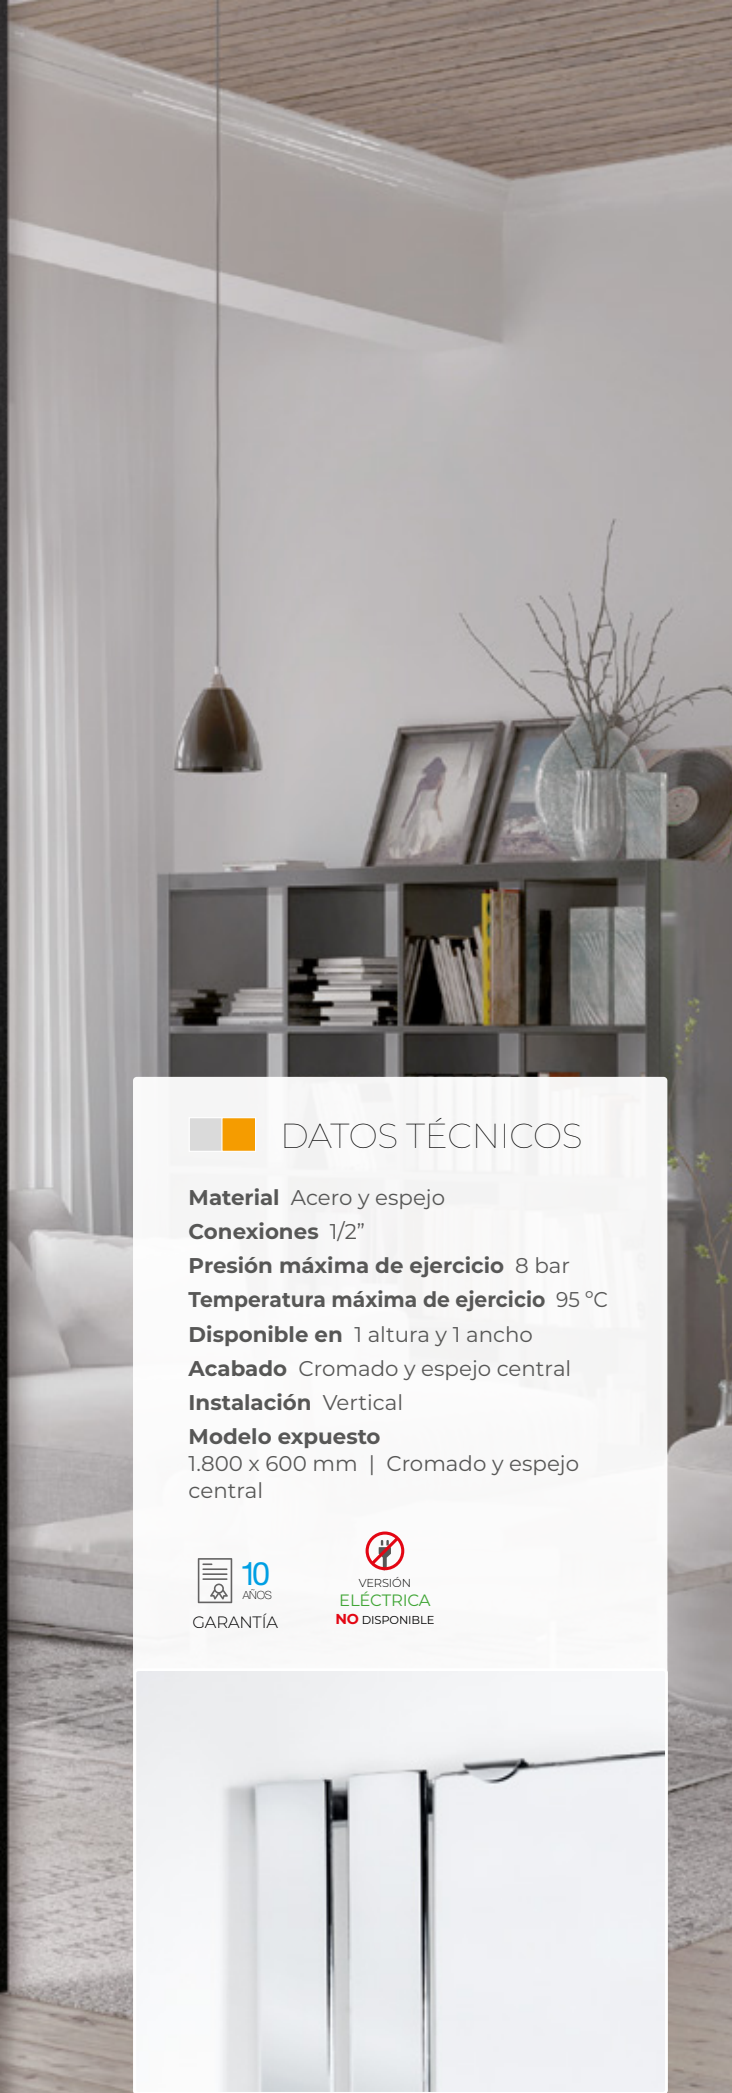 DATOS TÉCNICOS
Material Acero y espejo
Conexiones 1/2”
Presión máxima de ejercicio 8 bar
Temperatura máxima de ejercicio 95 ºC
Disponible en 1 altura y 1 ancho
Acabado Cromado y espejo central
Instalación Vertical
Modelo expuesto
1.800 x 600 mm | Cromado y espejo
central
10
AÑOS
GARANTÍA
VERSIÓN
ELÉCTRICA
NO DISPONIBLE